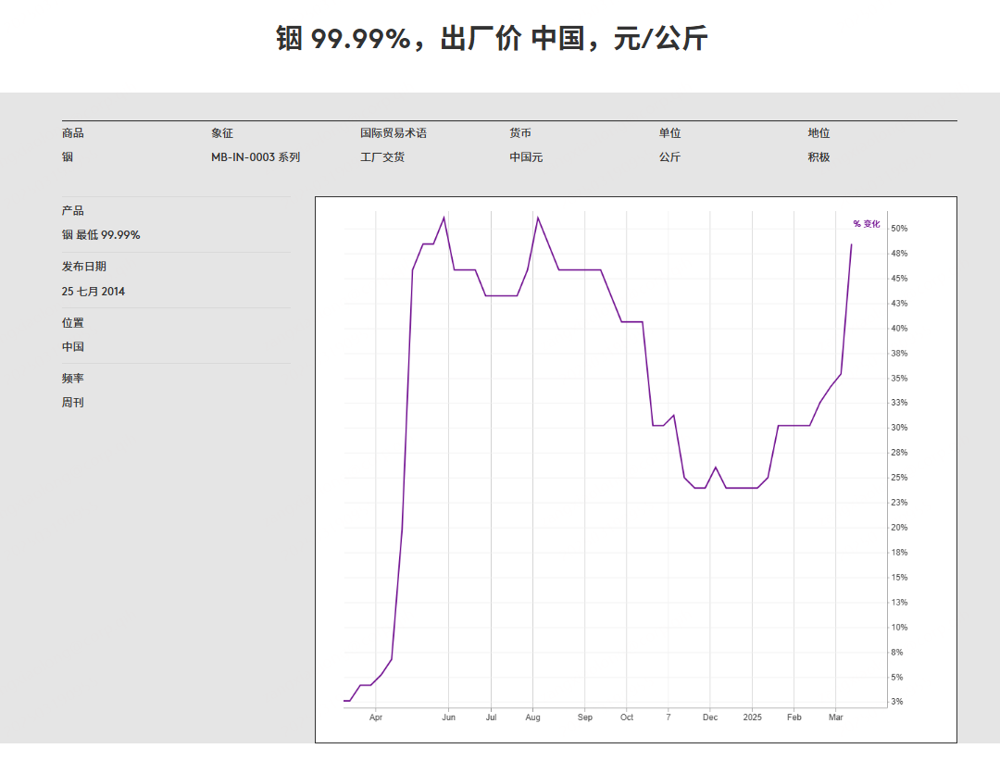 铟 99.99%，出厂价 中国，元/公斤
商品 象征 国际贸易术语 货币 单位 地位
铟 MB-IN-0003 系列 工厂交货 中国元 公斤 积极
产品
铟 最低 99.99%
发布日期
25 七月 2014
位置
中国
频率
周刊
% 变化
50%
48%
45%
43%
40%
38%
35%
33%
30%
28%
25%
23%
20%
18%
15%
13%
10%
8%
5%
3%
Apr Jun Jul Aug Sep Oct 7 Dec 2025 Feb Mar